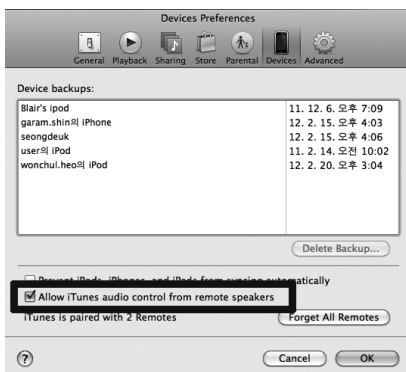 Devices Preferences
General Playback Sharing Store Parental Devices Advanced
Device backups:
Blair's ipod 11. 12. 6. 오후 7:09
garam.shin의 iPhone 12. 2. 15. 오후 4:03
seongdeuk 12. 2. 15. 오후 4:06
user의 iPod 11. 2. 14. 오전 10:02
wonchul.heo의 iPod 12. 2. 20. 오후 3:04
Delete Backup...
Prevent iPods, iPhones, and iPads from syncing automatically
Allow iTunes audio control from remote speakers
iTunes is paired with 2 Remotes Forget All Remotes
? Cancel OK